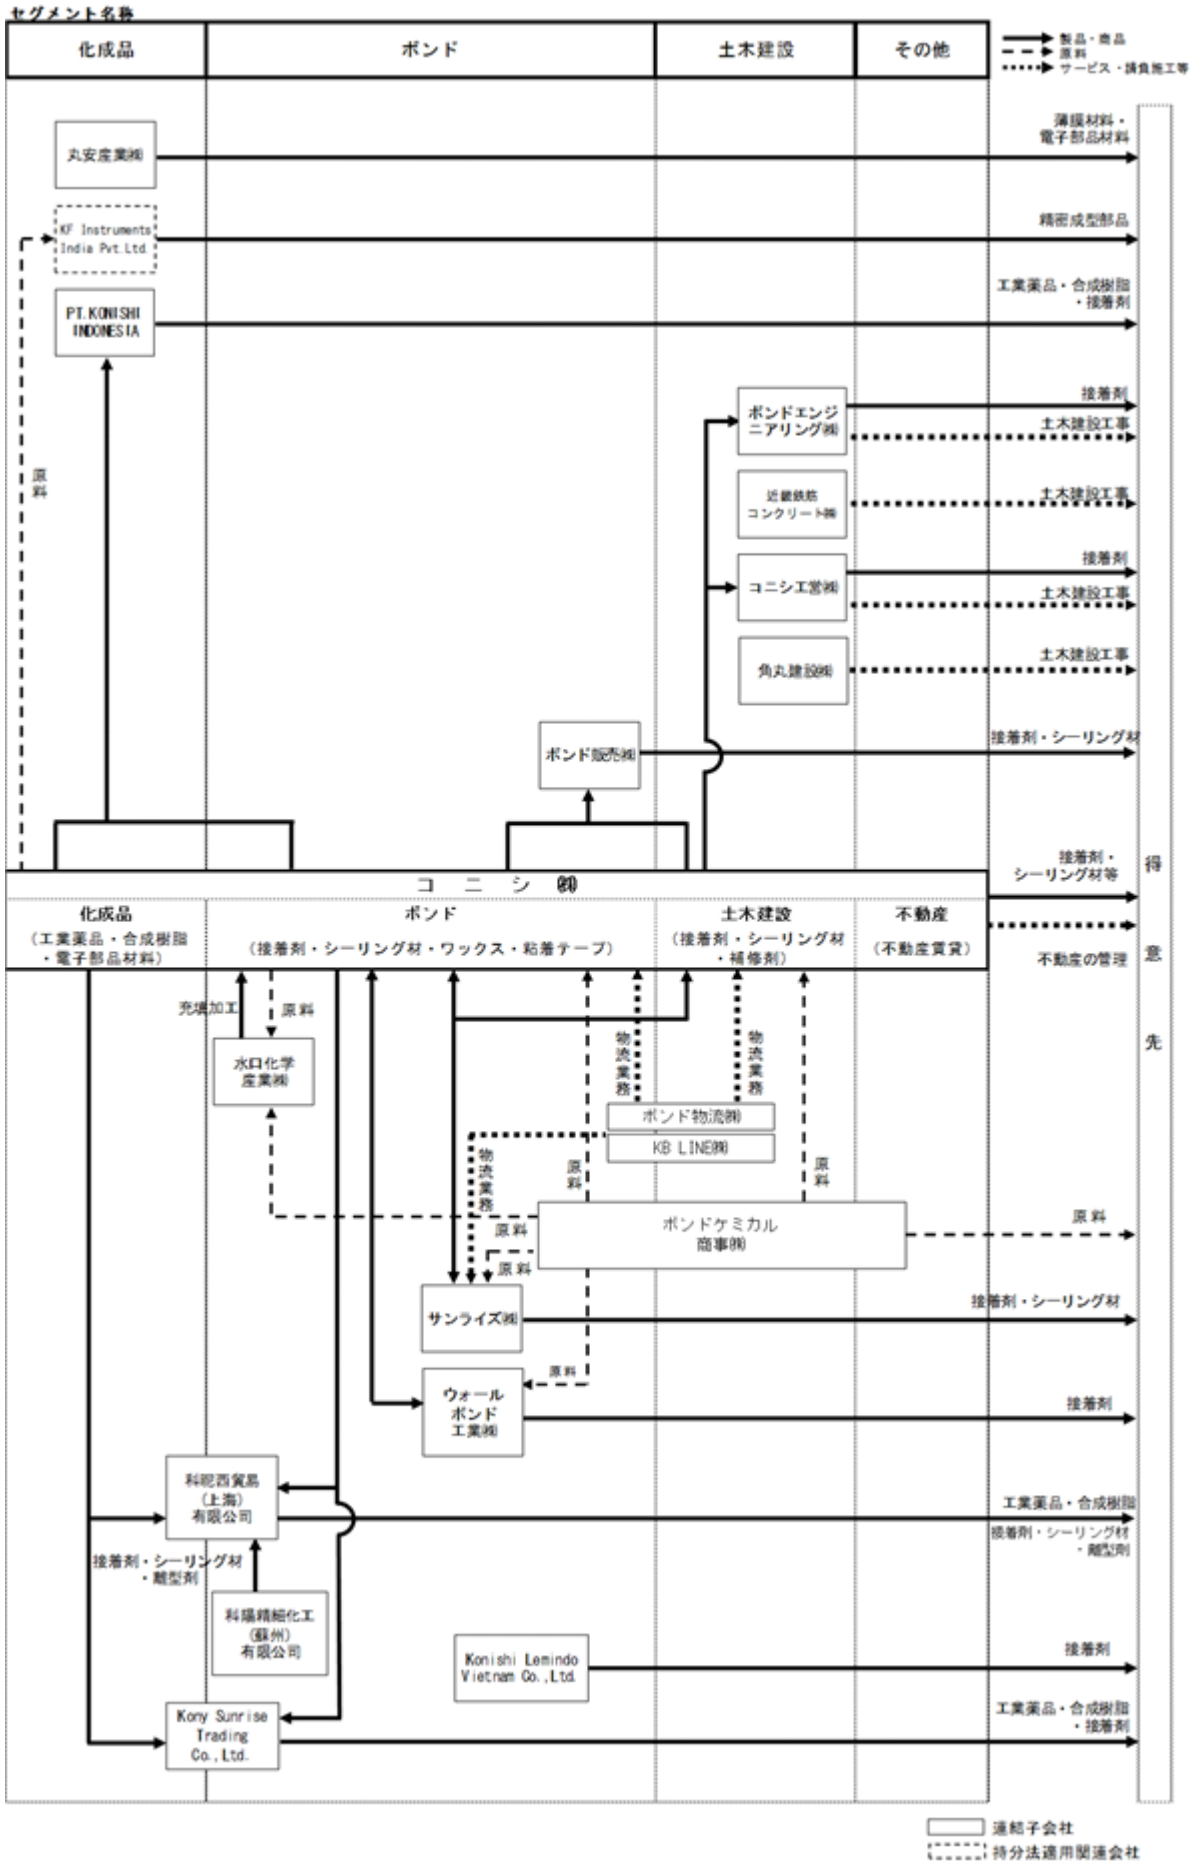 セグメント名称
化成品
ボンド
土木建設
その他
製品・商品
原料
サービス・請負施工等
丸安産業㈱
薄膜材料・
電子部品材料
KF Instruments
India Pvt.Ltd.
精密成型部品
PT.KONISHI
INDONESIA
工業薬品・合成樹脂
・接着剤
原料
ボンドエンジ
ニアリング㈱
接着剤
土木建設工事
近畿鉄筋
コンクリート㈱
土木建設工事
コニシ工営㈱
接着剤
土木建設工事
角丸建設㈱
土木建設工事
ボンド販売㈱
接着剤・シーリング材
コニシ㈱
接着剤・
シーリング材等
得意先
化成品
(工業薬品・合成樹脂
・電子部品材料)
ボンド
(接着剤・シーリング材・ワックス・粘着テープ)
土木建設
(接着剤・シーリング材
・補修剤)
不動産
(不動産賃貸)
不動産の管理
充填加工
原料
水口化学
産業㈱
物流業務
物流業務
ボンド物流㈱
KB LINE㈱
物流業務
原料
原料
ボンドケミカル
商事㈱
原料
原料
原料
サンライズ㈱
接着剤・シーリング材
原料
ウォール
ボンド
工業㈱
接着剤
科昵西貿易
(上海)
有限公司
工業薬品・合成樹脂
接着剤・シーリング材
・離型剤
接着剤・シーリング材
・離型剤
科陽精細化工
(蘇州)
有限公司
Konishi Lemindo
Vietnam Co.,Ltd.
接着剤
Kony Sunrise
Trading
Co.,Ltd.
工業薬品・合成樹脂
・接着剤
連結子会社
持分法適用関連会社